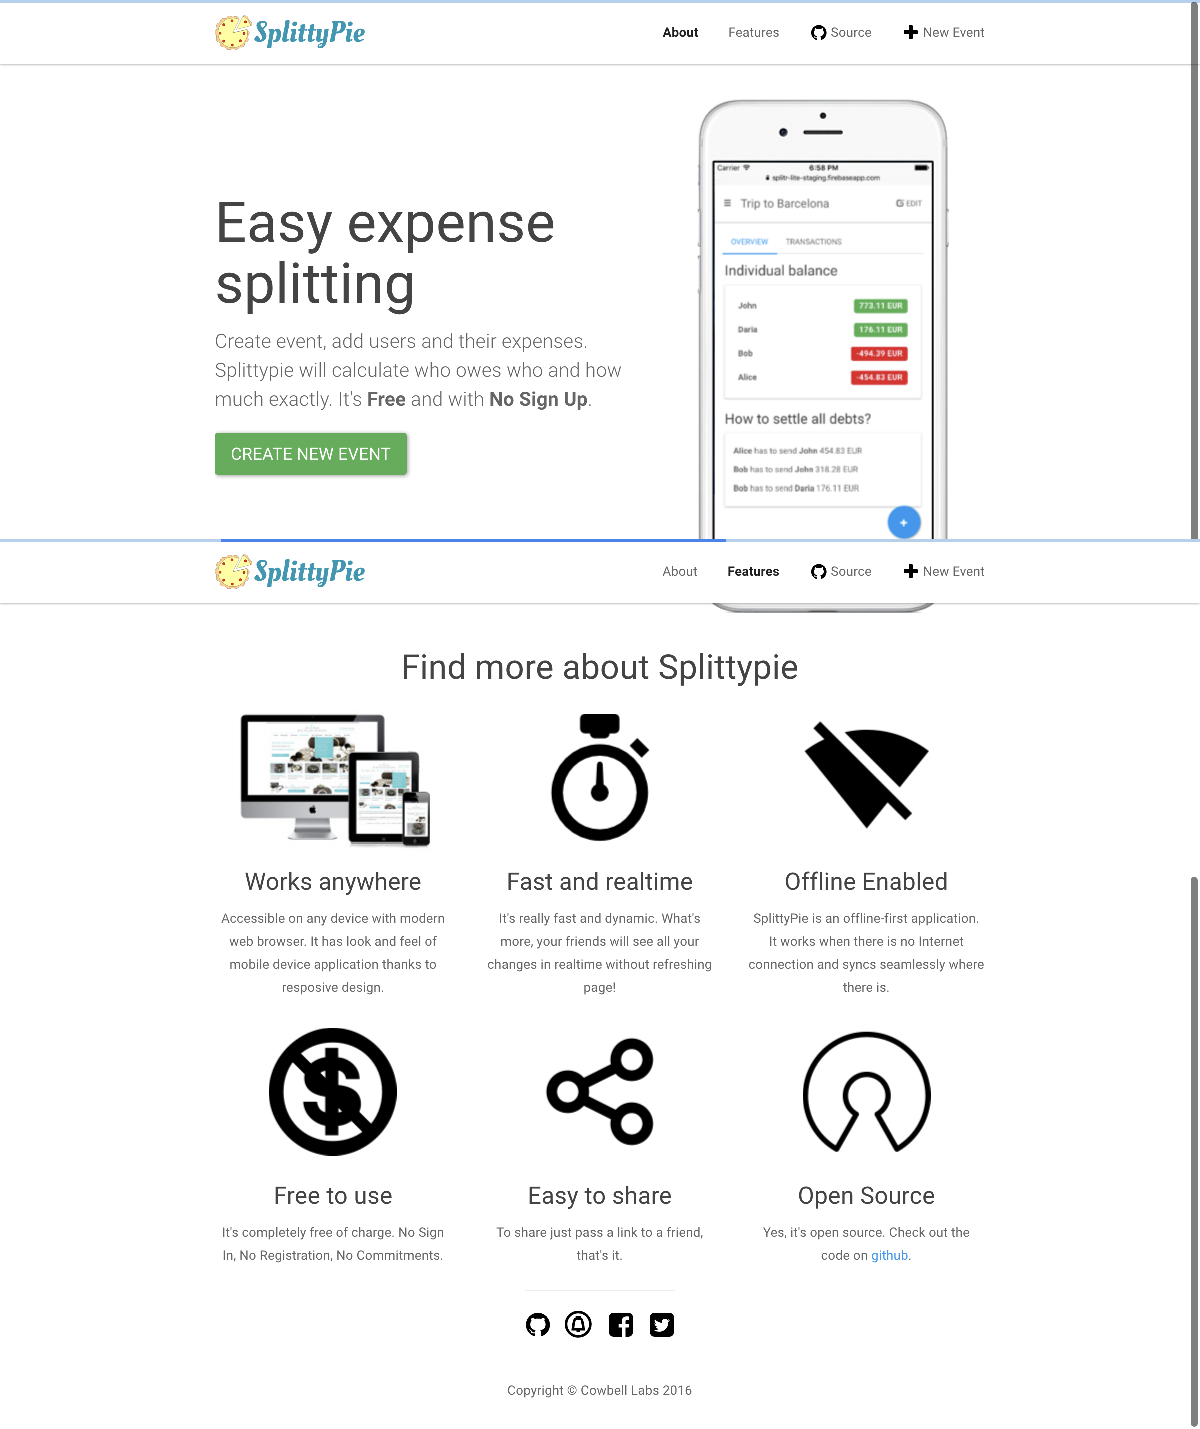 SplittyPie
About
Features
Source
New Event
Easy expense
splitting
Create event, add users and their expenses.
Splittypie will calculate who owes who and how
much exactly. It's Free and with No Sign Up.
CREATE NEW EVENT
Carrier
6:58 PM
splitr-lite-staging.firebaseapp.com
Trip to Barcelona
EDIT
OVERVIEW
TRANSACTIONS
Individual balance
John 773.11 EUR
Daria 176.11 EUR
Bob -494.39 EUR
Alice -454.83 EUR
How to settle all debts?
Alice has to send John 454.83 EUR
Bob has to send John 318.28 EUR
Bob has to send Daria 176.11 EUR
+
SplittyPie
About
Features
Source
New Event
Find more about Splittypie
Works anywhere
Accessible on any device with modern
web browser. It has look and feel of
mobile device application thanks to
resposive design.
Fast and realtime
It's really fast and dynamic. What's
more, your friends will see all your
changes in realtime without refreshing
page!
Offline Enabled
SplittyPie is an offline-first application.
It works when there is no Internet
connection and syncs seamlessly where
there is.
Free to use
It's completely free of charge. No Sign
In, No Registration, No Commitments.
Easy to share
To share just pass a link to a friend,
that's it.
Open Source
Yes, it's open source. Check out the
code on github.
Copyright © Cowbell Labs 2016